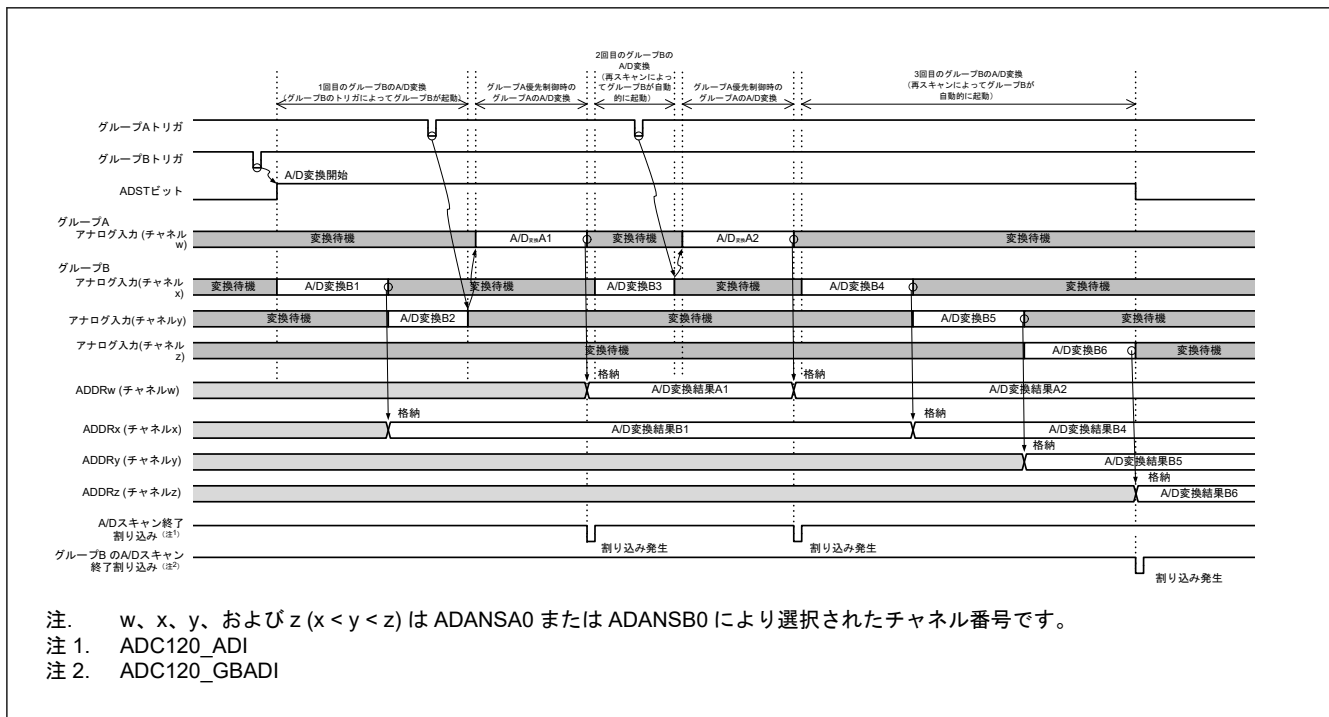 1回目のグループBのA/D変換
(グループBのトリガによってグループBが起動)
グループA優先制御時の
グループAのA/D変換
2回目のグループBの
A/D変換
(再スキャンによっ
てグループBが自動
的に起動)
グループA優先制御時の
グループAのA/D変換
3回目のグループBのA/D変換
(再スキャンによってグループBが
自動的に起動)
グループAトリガ
グループBトリガ
A/D変換開始
ADSTビット
グループA
アナログ入力 (チャネル
w)
変換待機
A/D変換A1
変換待機
A/D変換A2
変換待機
グループB
アナログ入力(チャネル
x)
変換待機
A/D変換B1
変換待機
A/D変換B3
変換待機
A/D変換B4
変換待機
アナログ入力(チャネルy)
変換待機
A/D変換B2
変換待機
A/D変換B5
変換待機
アナログ入力(チャネル
z)
変換待機
A/D変換B6
変換待機
格納
格納
ADDRw (チャネルw)
A/D変換結果A1
A/D変換結果A2
格納
格納
ADDRx (チャネルx)
A/D変換結果B1
A/D変換結果B4
格納
ADDRy (チャネルy)
A/D変換結果B5
格納
ADDRz (チャネルz)
A/D変換結果B6
A/Dスキャン終了
割り込み (注1)
割り込み発生
割り込み発生
グループB のA/Dスキャン
終了割り込み (注2)
割り込み発生
注. w、x、y、および z (x < y < z) は ADANSA0 または ADANSB0 により選択されたチャネル番号です。
注 1. ADC120_ADI
注 2. ADC120_GBADI